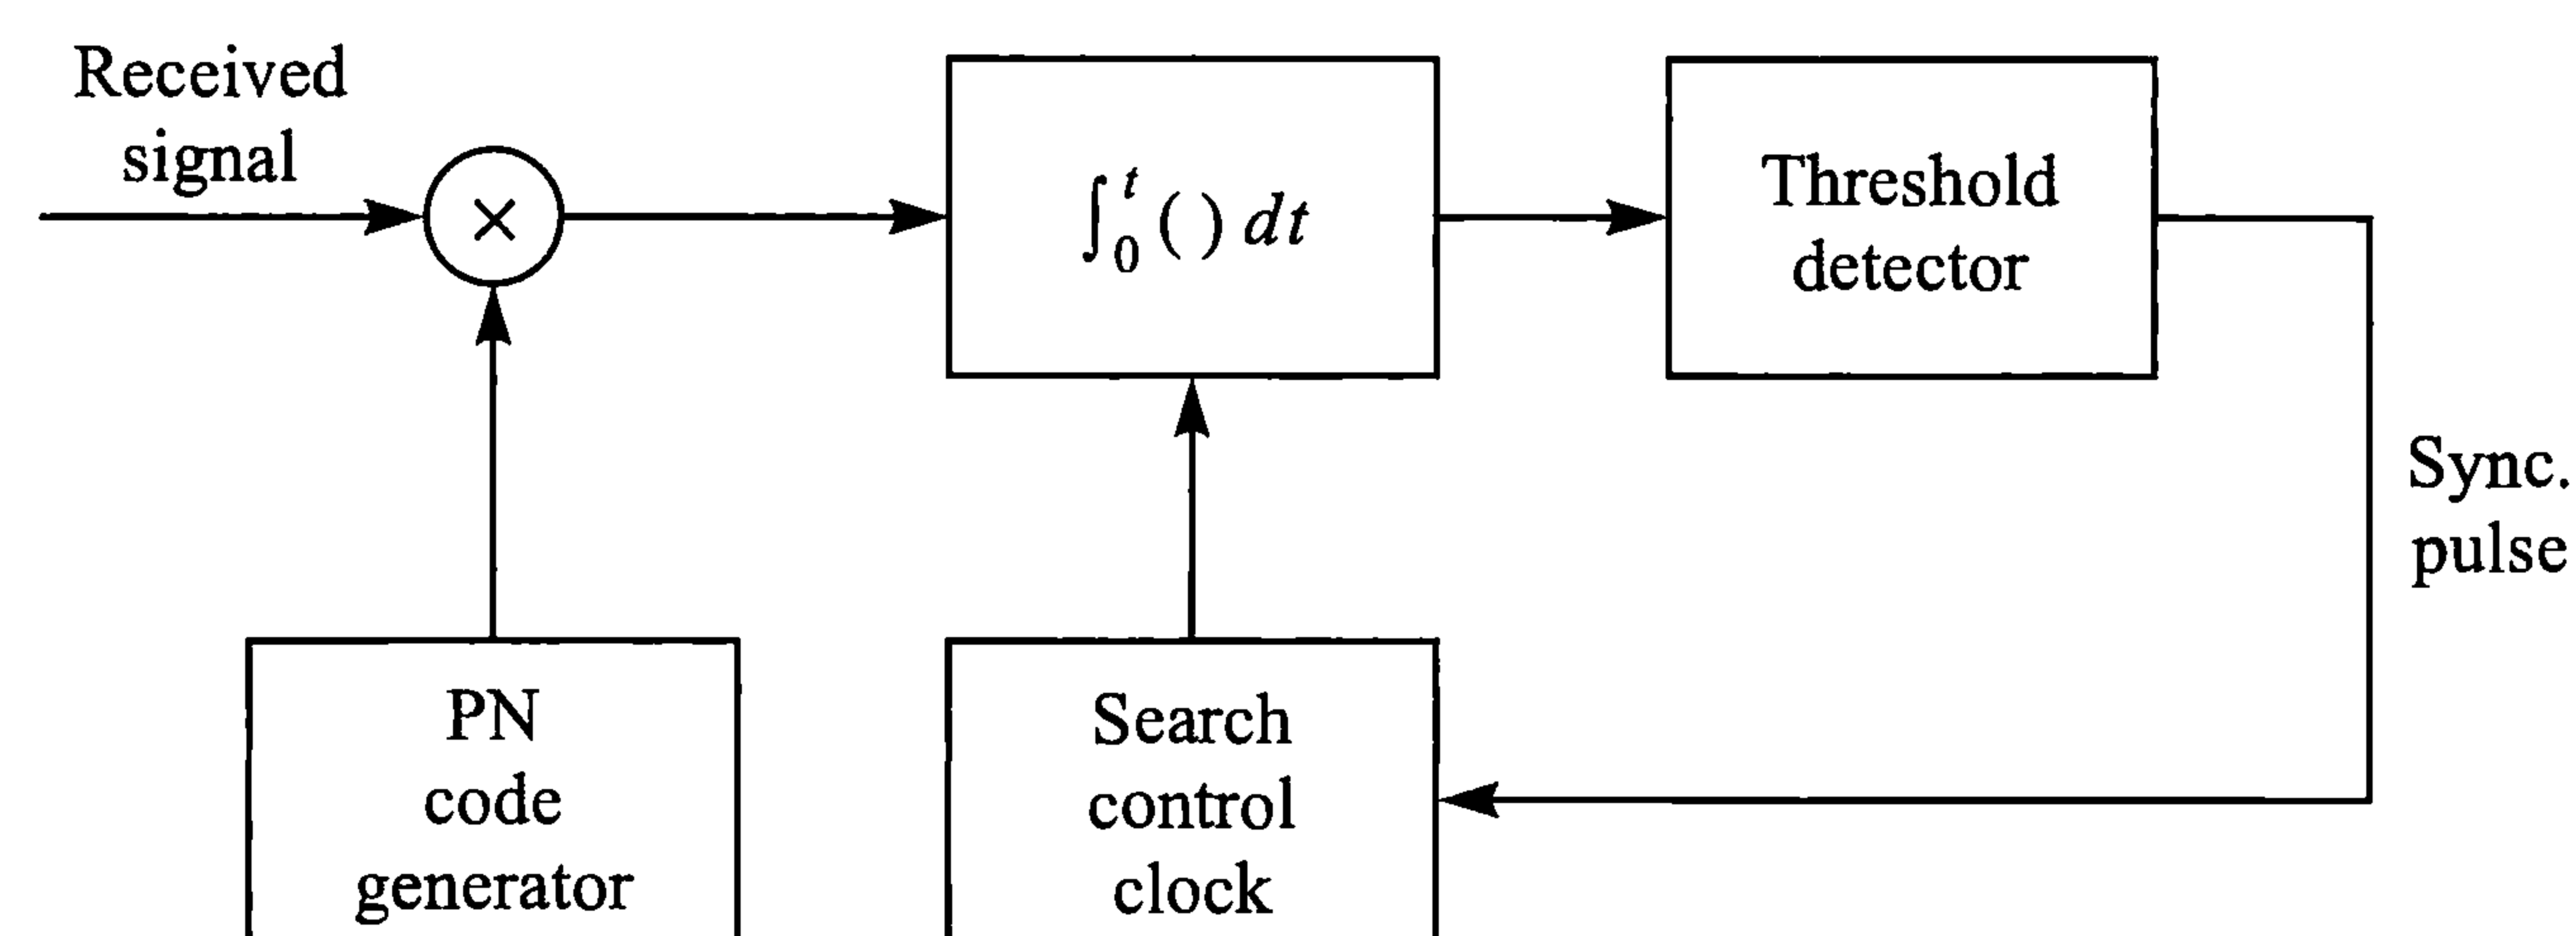 Received
signal
×
∫₀ᵗ ( ) dt
Threshold
detector
Sync.
pulse
PN
code
generator
Search
control
clock